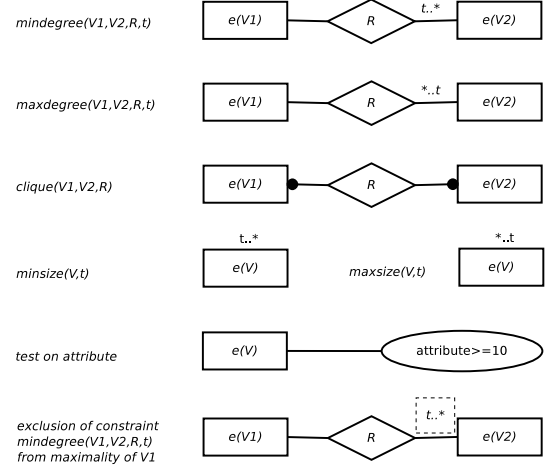 mindegree(V1,V2,R,t) e(V1) R t..* e(V2)
maxdegree(V1,V2,R,t) e(V1) R *..t e(V2)
clique(V1,V2,R) e(V1) R e(V2)
t..* *..t
minsize(V,t) e(V) maxsize(V,t) e(V)
test on attribute e(V) attribute>=10
t..*
exclusion of constraint e(V1) R e(V2)
mindegree(V1,V2,R,t)
from maximality of V1